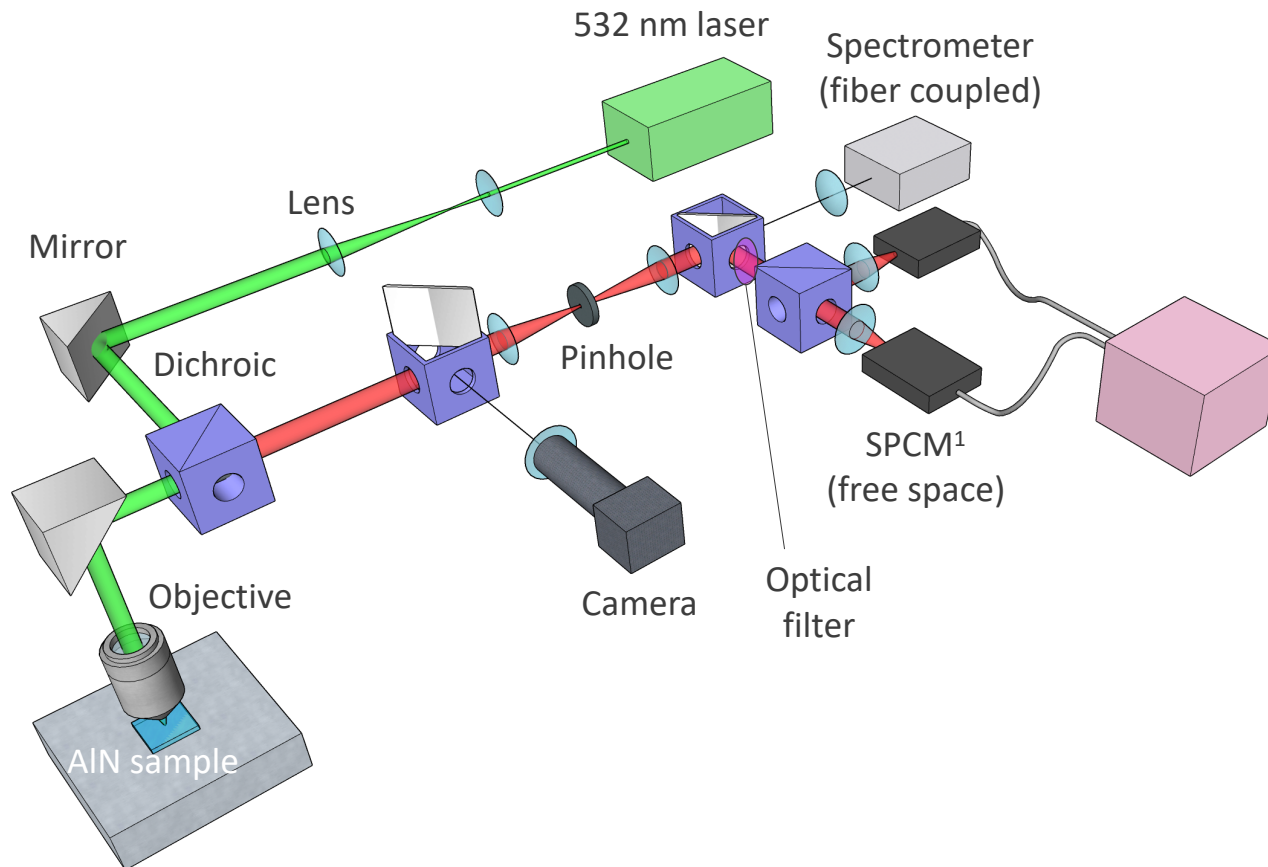 532 nm laser
Spectrometer
(fiber coupled)
Lens
Mirror
Dichroic
Pinhole
SPCM¹
(free space)
Optical
filter
Camera
Objective
AlN sample